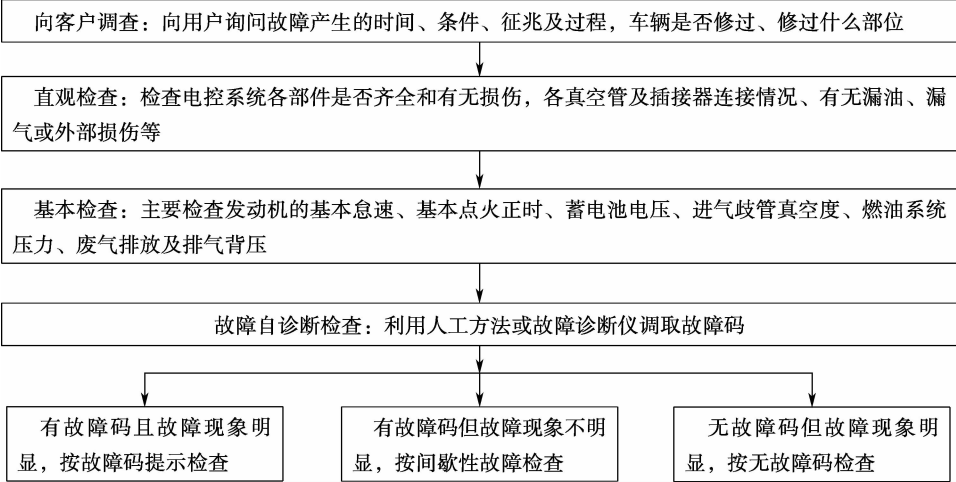 向客户调查：向用户询问故障产生的时间、条件、征兆及过程，车辆是否修过、修过什么部位
直观检查：检查电控系统各部件是否齐全和有无损伤，各真空管及插接器连接情况、有无漏油、漏
气或外部损伤等
基本检查：主要检查发动机的基本怠速、基本点火正时、蓄电池电压、进气歧管真空度、燃油系统
压力、废气排放及排气背压
故障自诊断检查：利用人工方法或故障诊断仪调取故障码
有故障码且故障现象明
显，按故障码提示检查
有故障码但故障现象不明
显，按间歇性故障检查
无故障码但故障现象明
显，按无故障码检查